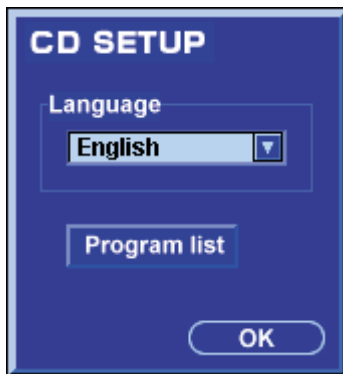 CD SETUP
Language
English
Program list
OK